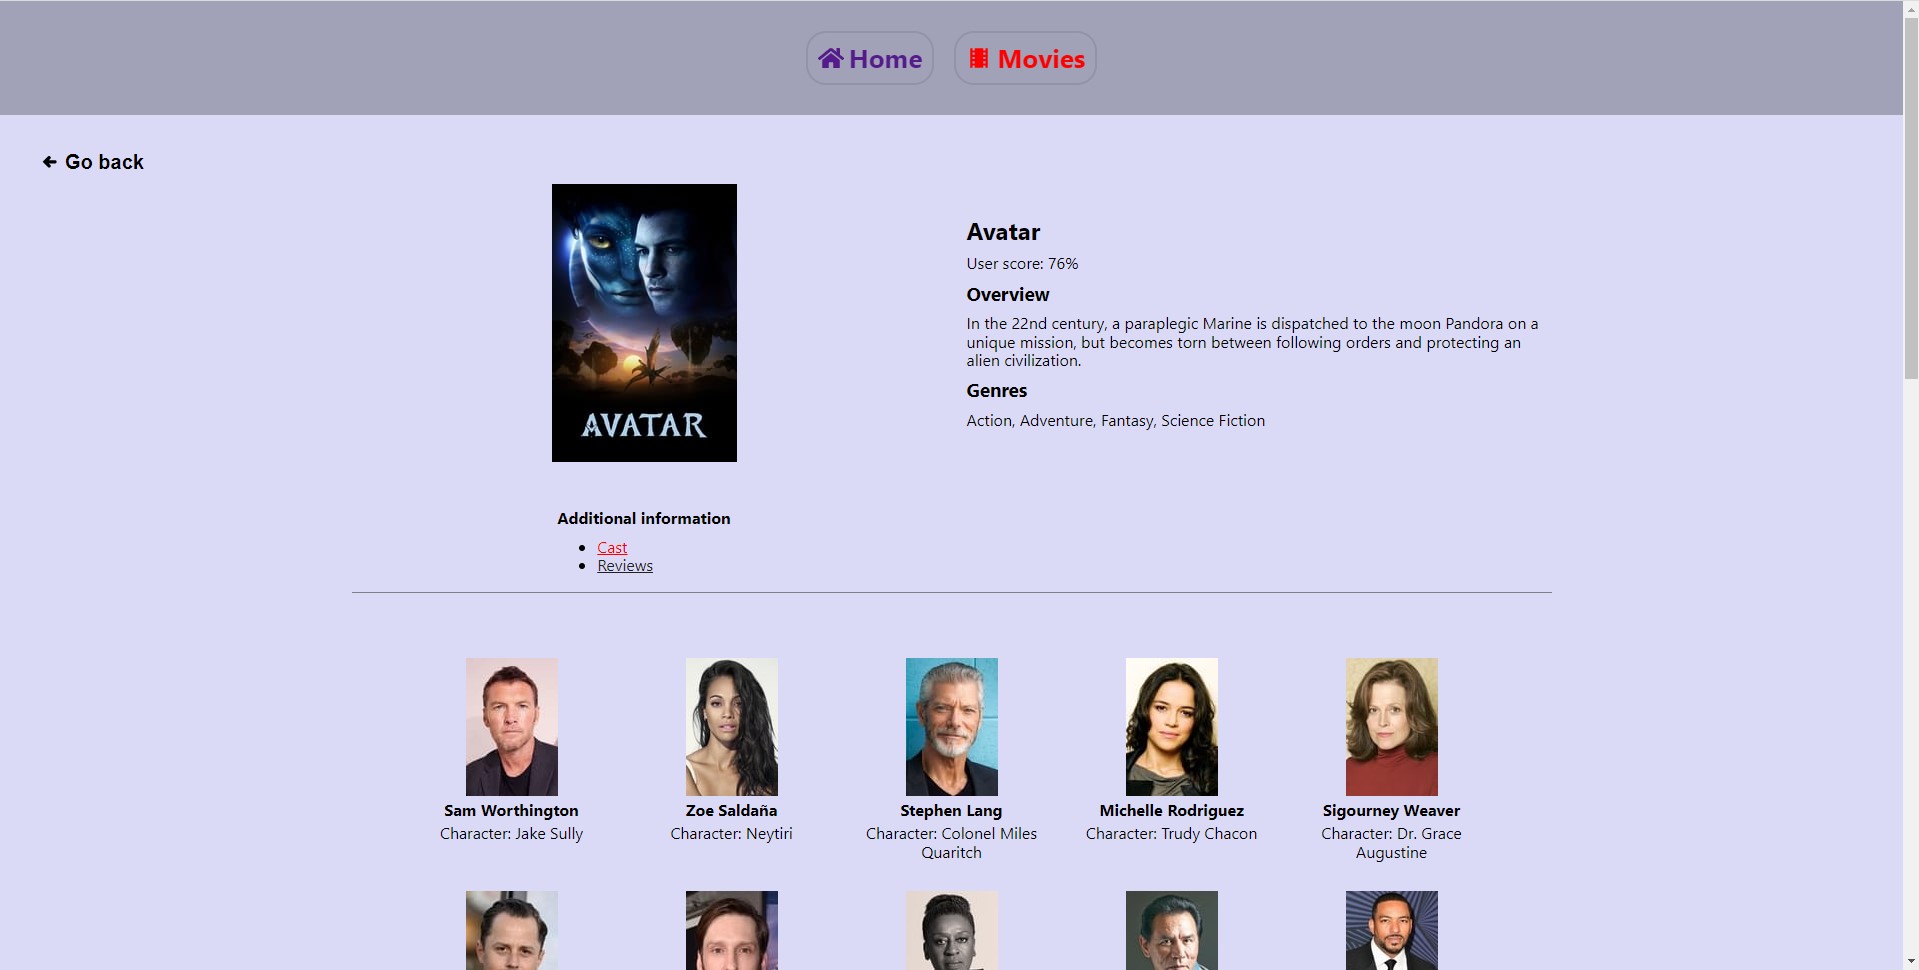 Home
Movies
Go back
AVATAR
Avatar
User score: 76%
Overview
In the 22nd century, a paraplegic Marine is dispatched to the moon Pandora on a
unique mission, but becomes torn between following orders and protecting an
alien civilization.
Genres
Action, Adventure, Fantasy, Science Fiction
Additional information
Cast
Reviews
Sam Worthington
Character: Jake Sully
Zoe Saldaña
Character: Neytiri
Stephen Lang
Character: Colonel Miles
Quaritch
Michelle Rodriguez
Character: Trudy Chacon
Sigourney Weaver
Character: Dr. Grace
Augustine